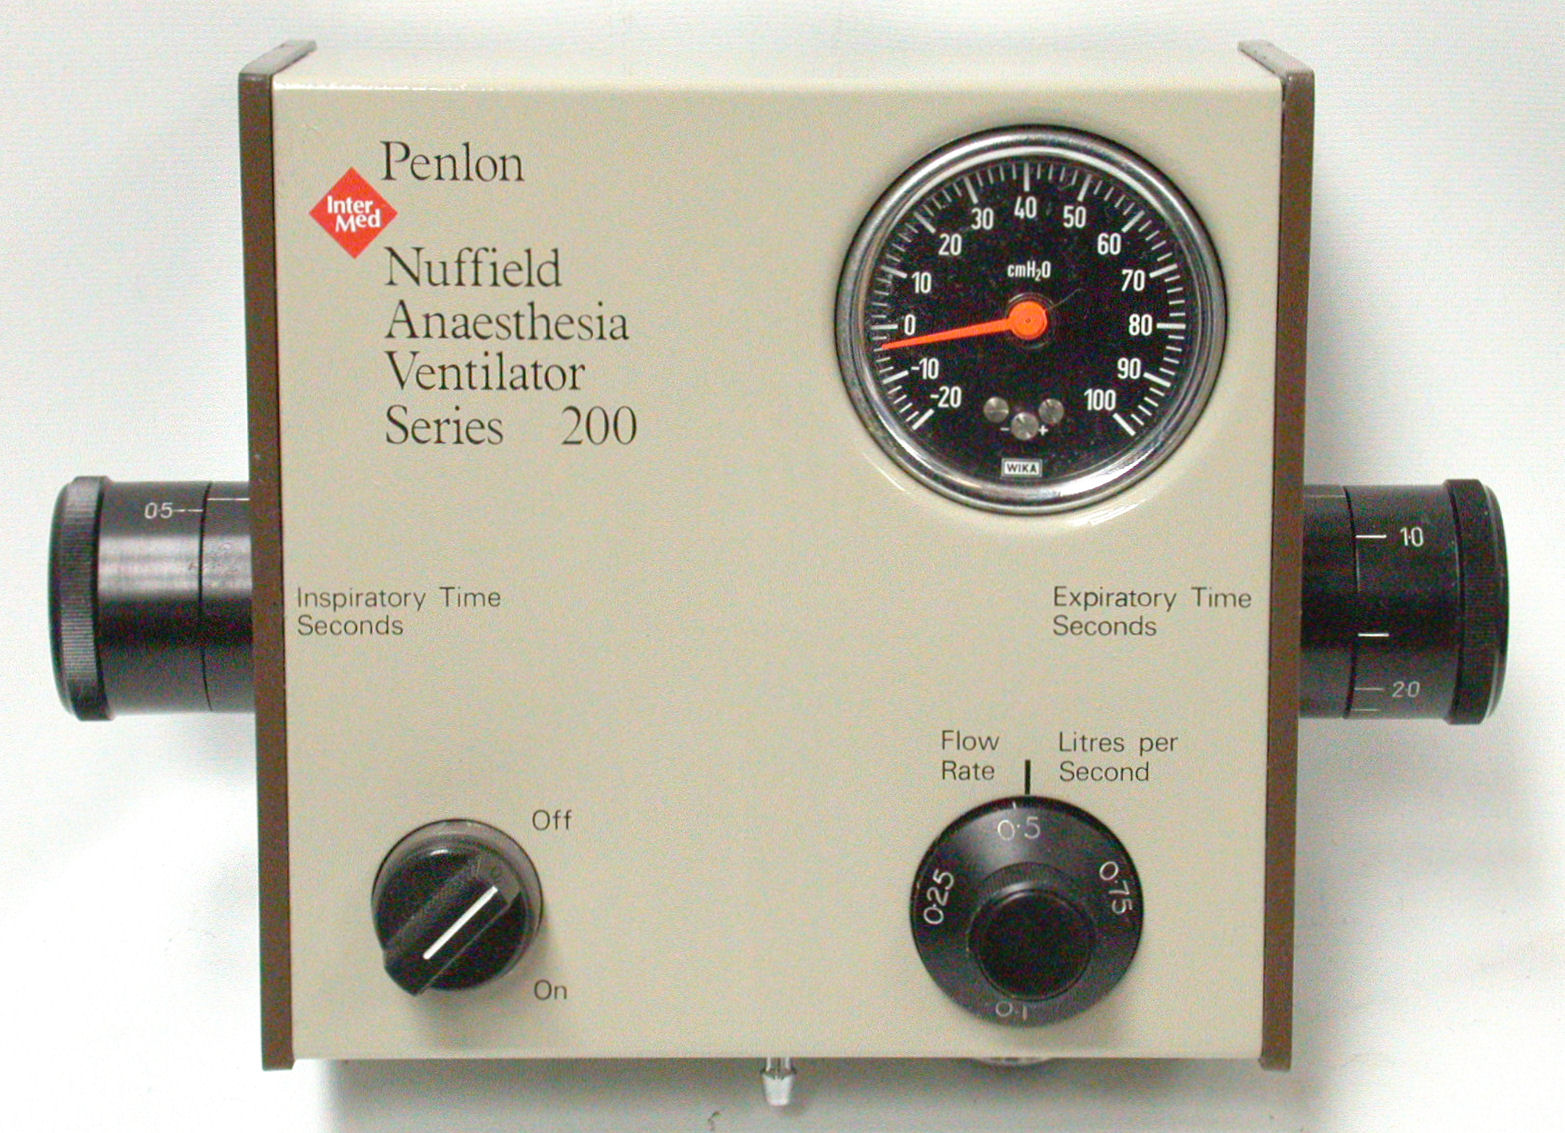 Penlon
Inter
Med
Nuffield
Anaesthesia
Ventilator
Series 200
-20
-10
0
10
20
30
40
50
60
70
80
90
100
cmH₂O
- +
WIKA
0·5
Inspiratory Time
Seconds
Expiratory Time
Seconds
1·0
2·0
Off
On
Flow
Rate
Litres per
Second
0·25
0·5
0·75
0·1